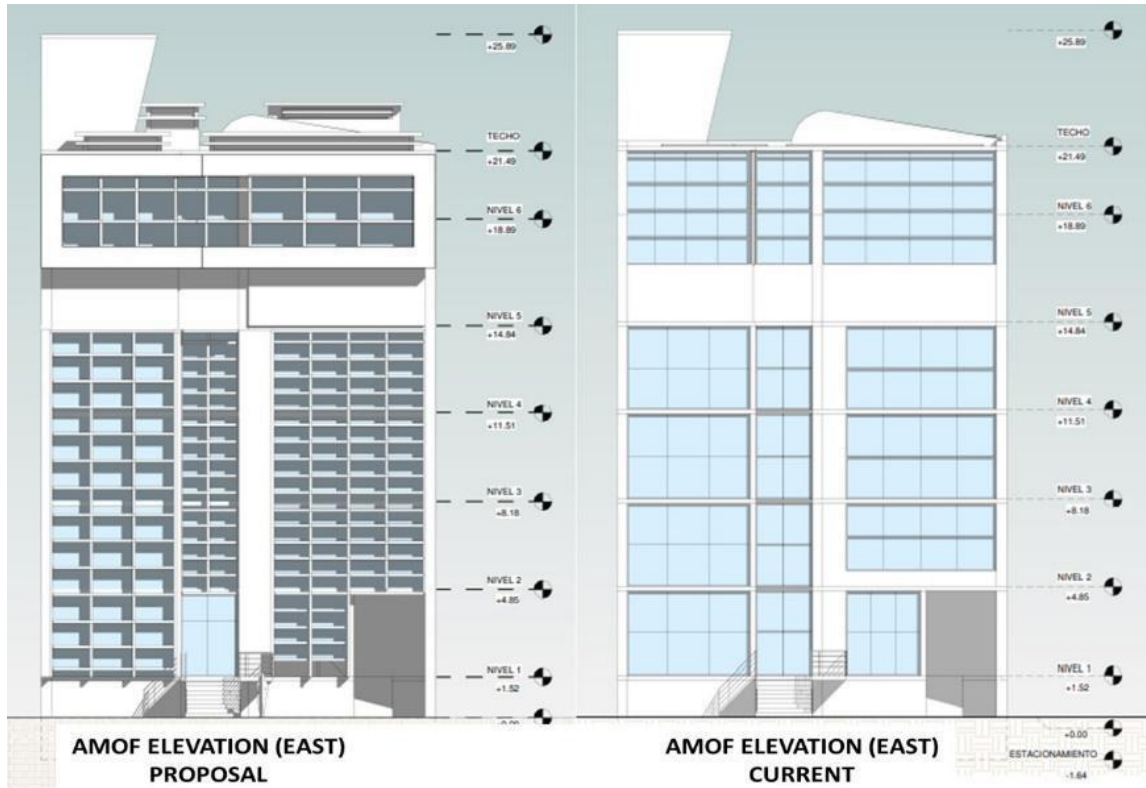 +25.89
TECHO
+21.49
NIVEL 6
+18.89
NIVEL 5
+14.84
NIVEL 4
+11.51
NIVEL 3
+8.18
NIVEL 2
+4.85
NIVEL 1
+1.52
+0.00
AMOF ELEVATION (EAST)
PROPOSAL
+25.89
TECHO
+21.49
NIVEL 6
+18.89
NIVEL 5
+14.84
NIVEL 4
+11.51
NIVEL 3
+8.18
NIVEL 2
+4.85
NIVEL 1
+1.52
+0.00
ESTACIONAMIENTO
-1.64
AMOF ELEVATION (EAST)
CURRENT